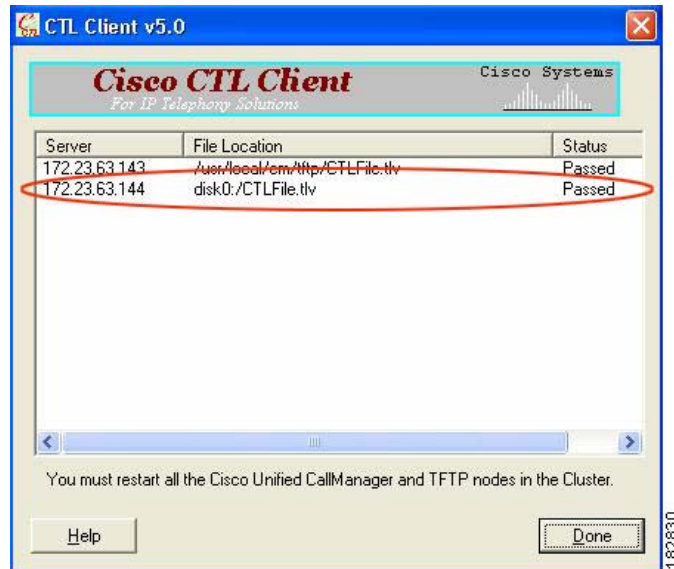 CTL Client v5.0
Cisco CTL Client
For IP Telephony Solutions
Cisco Systems
Server File Location Status
172.23.63.143 /usr/local/cm/tftp/CTLFile.tlv Passed
172.23.63.144 disk0:/CTLFile.tlv Passed
You must restart all the Cisco Unified CallManager and TFTP nodes in the Cluster.
Help Done
182830